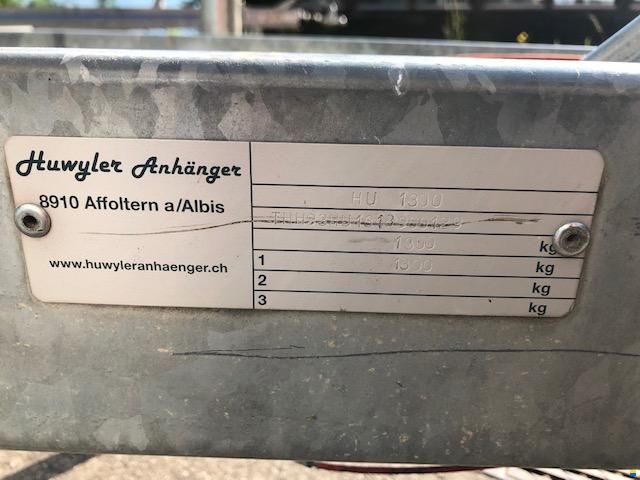 Huwyler Anhänger
8910 Affoltern a/Albis
www.huwyleranhaenger.ch
HU 1300
1300 kg
1 1300 kg
2 kg
3 kg